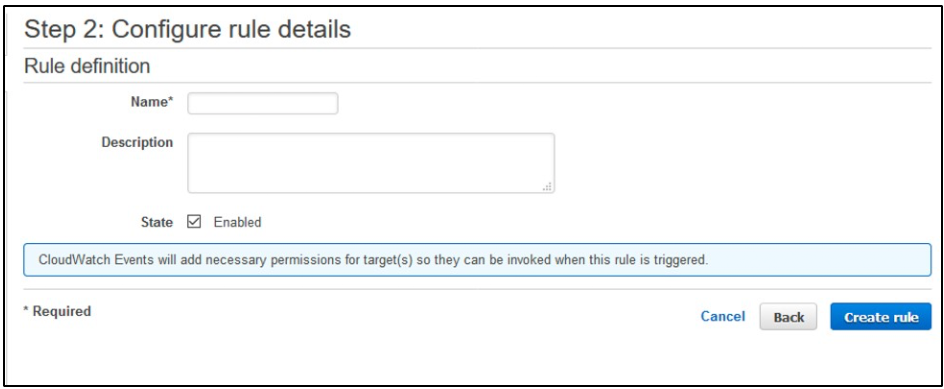 Step 2: Configure rule details
Rule definition
Name*
Description
State Enabled
CloudWatch Events will add necessary permissions for target(s) so they can be invoked when this rule is triggered.
* Required
Cancel Back Create rule